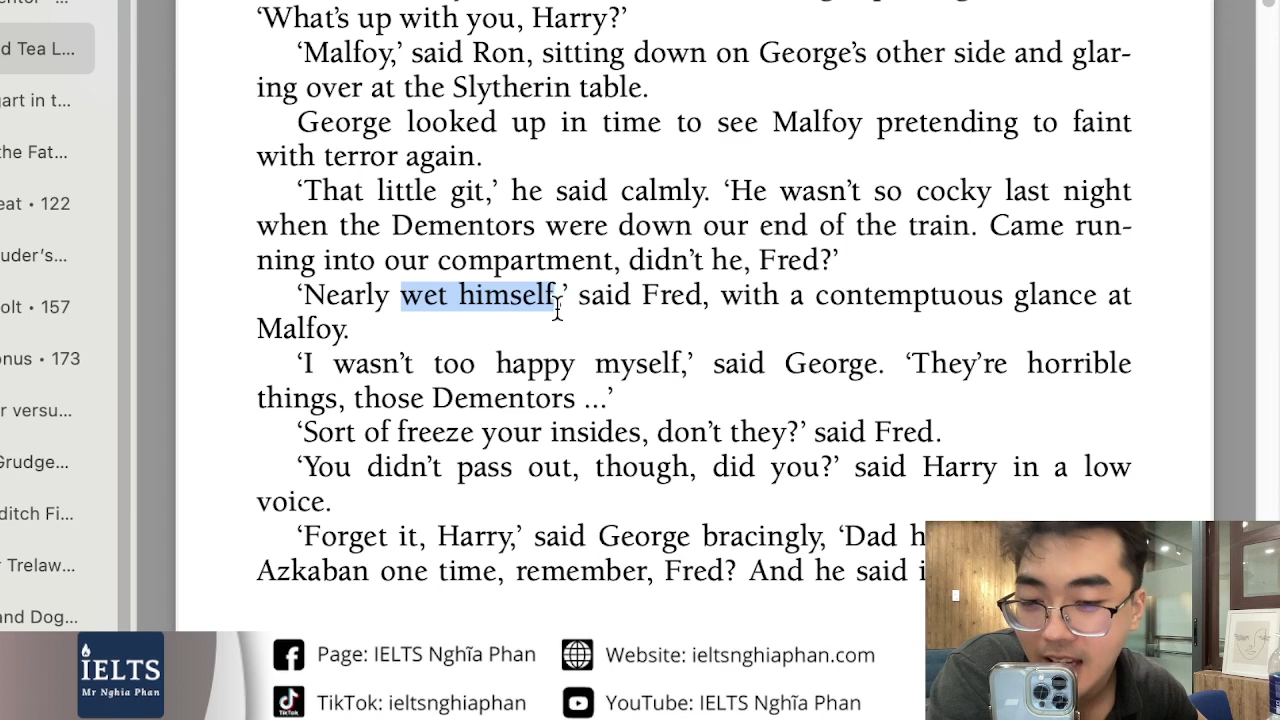 ‘What’s up with you, Harry?’
‘Malfoy,’ said Ron, sitting down on George’s other side and glar-
ing over at the Slytherin table.
George looked up in time to see Malfoy pretending to faint
with terror again.
‘That little git,’ he said calmly. ‘He wasn’t so cocky last night
when the Dementors were down our end of the train. Came run-
ning into our compartment, didn’t he, Fred?’
‘Nearly wet himself,’ said Fred, with a contemptuous glance at
Malfoy.
‘I wasn’t too happy myself,’ said George. ‘They’re horrible
things, those Dementors ...’
‘Sort of freeze your insides, don’t they?’ said Fred.
‘You didn’t pass out, though, did you?’ said Harry in a low
voice.
‘Forget it, Harry,’ said George bracingly, ‘Dad h
Azkaban one time, remember, Fred? And he said i
d Tea L...
art in t...
the Fat...
eat • 122
uder’s...
olt • 157
onus • 173
r versu...
Grudge...
ditch Fi...
r Trelaw...
and Dog...
IELTS
Mr Nghia Phan
Page: IELTS Nghĩa Phan
Website: ieltsnghiaphan.com
TikTok: ieltsnghiaphan
YouTube: IELTS Nghĩa Phan